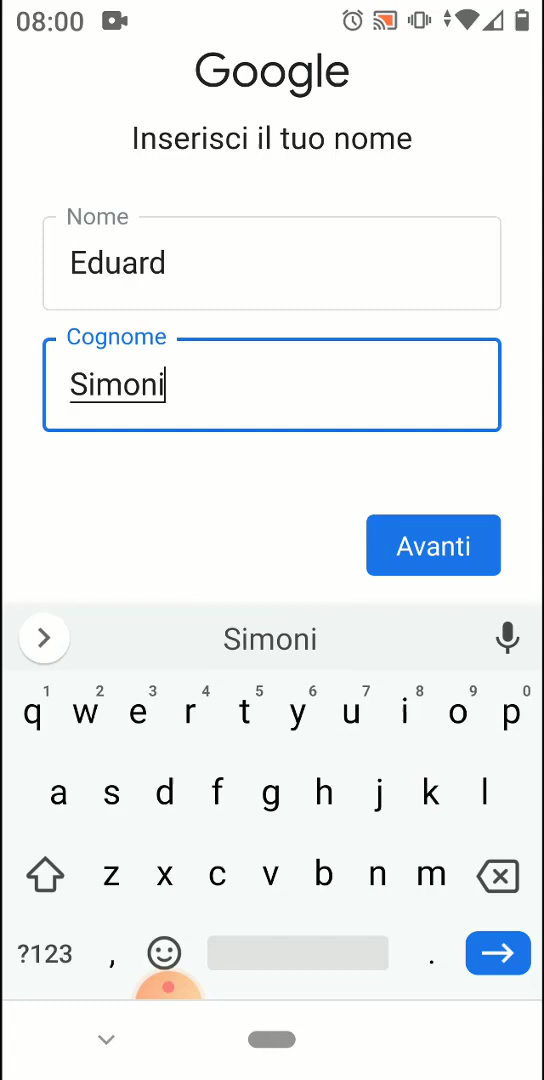 08:00
Google
Inserisci il tuo nome
Nome
Eduard
Cognome
Simoni
Avanti
Simoni
1 2 3 4 5 6 7 8 9 0
q w e r t y u i o p
a s d f g h j k l
z x c v b n m
?123 , .